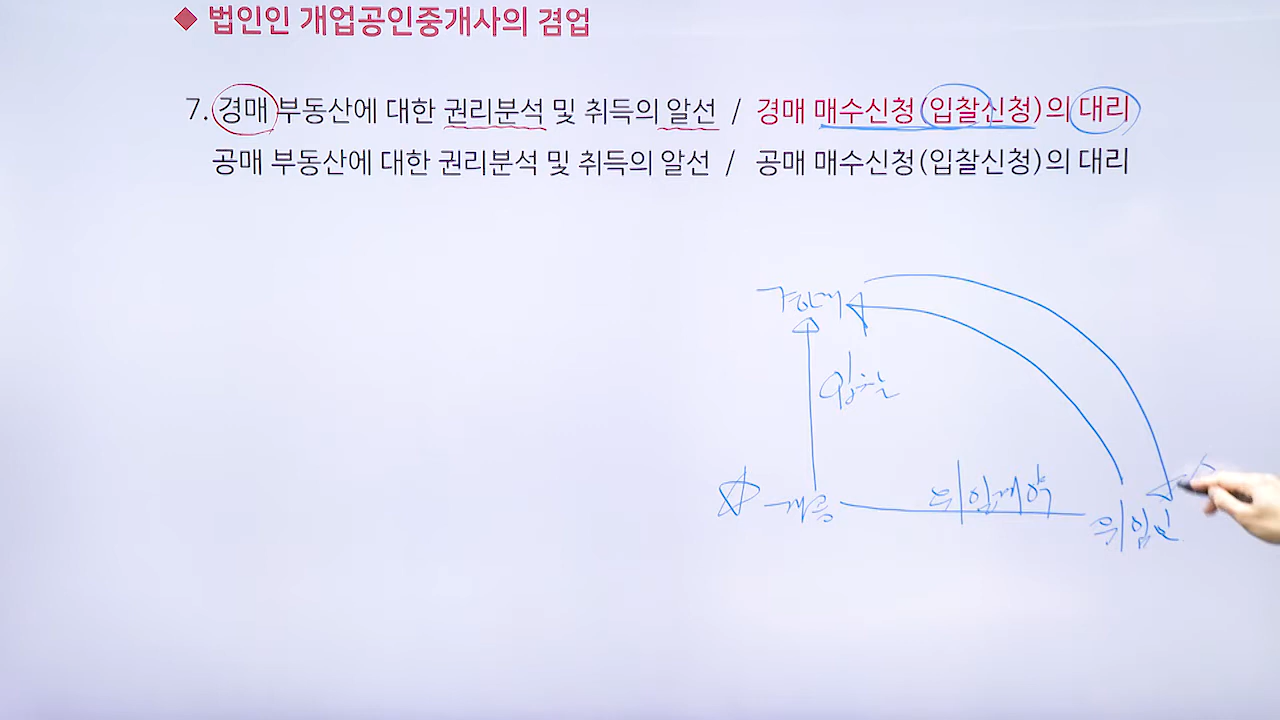 ◆ 법인인 개업공인중개사의 겸업
7. 경매 부동산에 대한 권리분석 및 취득의 알선 / 경매 매수신청(입찰신청)의 대리
공매 부동산에 대한 권리분석 및 취득의 알선 / 공매 매수신청(입찰신청)의 대리
입찰
위임계약
개공
위임인